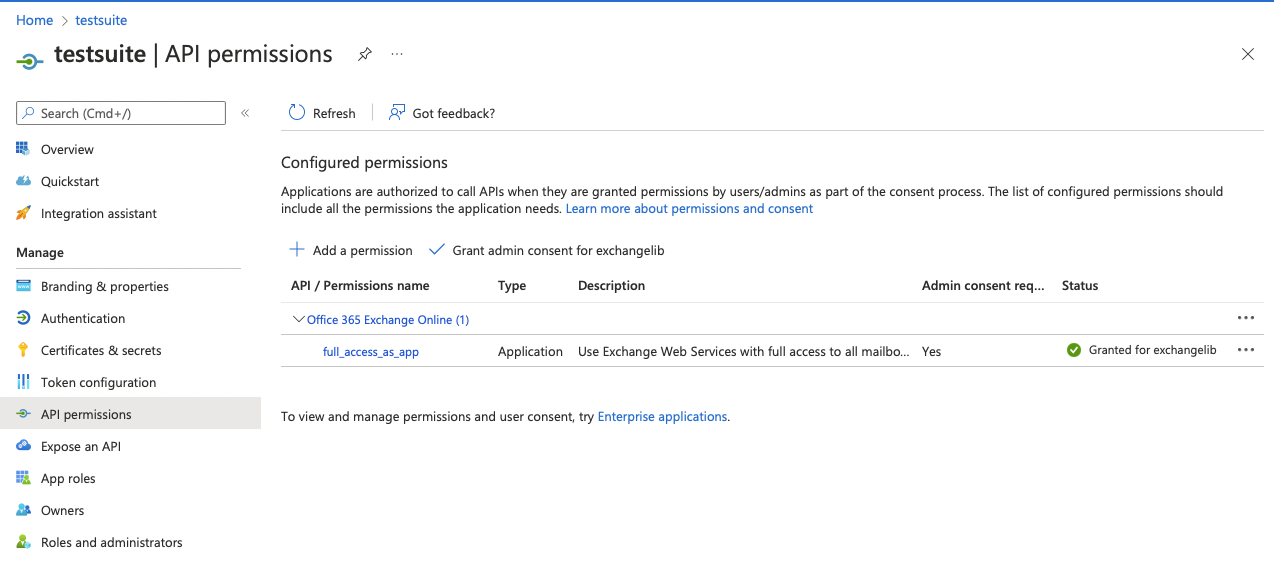 Home > testsuite
testsuite | API permissions
Search (Cmd+/)
Overview
Quickstart
Integration assistant
Manage
Branding & properties
Authentication
Certificates & secrets
Token configuration
API permissions
Expose an API
App roles
Owners
Roles and administrators
Refresh
Got feedback?
Configured permissions
Applications are authorized to call APIs when they are granted permissions by users/admins as part of the consent process. The list of configured permissions should
include all the permissions the application needs. Learn more about permissions and consent
Add a permission
Grant admin consent for exchangelib
API / Permissions name Type Description Admin consent req... Status
Office 365 Exchange Online (1)
full_access_as_app Application Use Exchange Web Services with full access to all mailbo... Yes Granted for exchangelib
To view and manage permissions and user consent, try Enterprise applications.